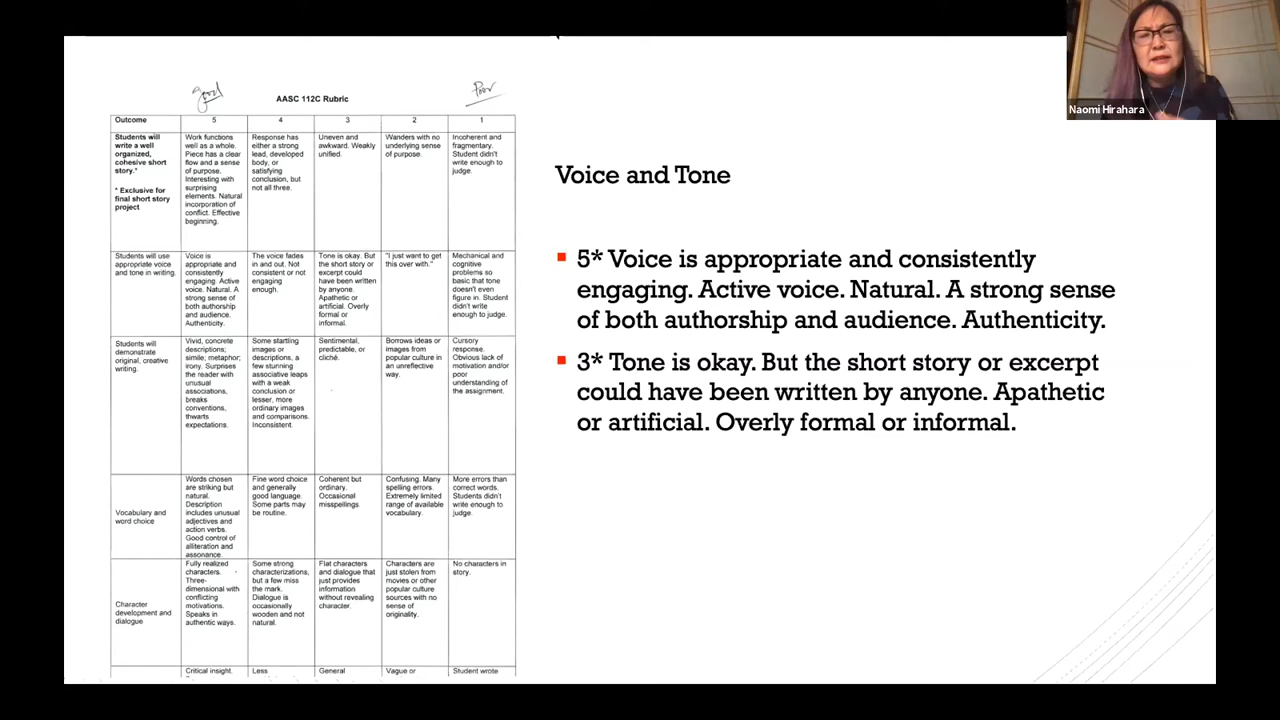 Naomi Hirahara
good
Poor
AASC 112C Rubric
Outcome 5 4 3 2 1
Students will
write a well
organized,
cohesive short
story.*
* Exclusive for
final short story
project
Work functions
well as a whole.
Piece has a clear
flow and a sense
of purpose.
Interesting with
surprising
elements. Natural
incorporation of
conflict. Effective
beginning.
Response has
either a strong
lead, developed
body, or
satisfying
conclusion, but
not all three.
Uneven and
awkward. Weakly
unified.
Wanders with no
underlying sense
of purpose.
Incoherent and
fragmentary.
Student didn't
write enough to
judge.
Students will use
appropriate voice
and tone in writing.
Voice is
appropriate and
consistently
engaging. Active
voice. Natural. A
strong sense of
both authorship
and audience.
Authenticity.
The voice fades
in and out. Not
consistent or not
engaging
enough.
Tone is okay. But
the short story or
excerpt could
have been written
by anyone.
Apathetic or
artificial. Overly
formal or
informal.
"I just want to get
this over with."
Mechanical and
cognitive
problems so
basic that tone
doesn't even
figure in. Student
didn't write
enough to judge.
Students will
demonstrate
original, creative
writing.
Vivid, concrete
descriptions;
simile; metaphor;
irony. Surprises
the reader with
unusual
associations,
breaks
conventions,
thwarts
expectations.
Some startling
images or
descriptions, a
few stunning
associative leaps
with a weak
conclusion or
lesser, more
ordinary images
and comparisons.
Inconsistent.
Sentimental,
predictable, or
cliché.
Borrows ideas or
images from
popular culture in
an unreflective
way.
Cursory
response.
Obvious lack of
motivation and/or
poor
understanding of
the assignment.
Vocabulary and
word choice
Words chosen
are striking but
natural.
Description
includes unusual
adjectives and
action verbs.
Good control of
alliteration and
assonance.
Fine word choice
and generally
good language.
Some parts may
be routine.
Coherent but
ordinary.
Occasional
misspellings.
Confusing. Many
spelling errors.
Extremely limited
range of available
vocabulary.
More errors than
correct words.
Students didn't
write enough to
judge.
Character
development and
dialogue
Fully realized
characters.
Three-
dimensional with
conflicting
motivations.
Speaks in
authentic ways.
Some strong
characterizations,
but a few miss
the mark.
Dialogue is
occasionally
wooden and not
natural.
Flat characters
and dialogue that
just provides
information
without revealing
character.
Characters are
just stolen from
movies or other
popular culture
sources with no
sense of
originality.
No characters in
story.
Critical insight.
Less
General
Vague or
Student wrote
Voice and Tone
5* Voice is appropriate and consistently
engaging. Active voice. Natural. A strong sense
of both authorship and audience. Authenticity.
3* Tone is okay. But the short story or excerpt
could have been written by anyone. Apathetic
or artificial. Overly formal or informal.